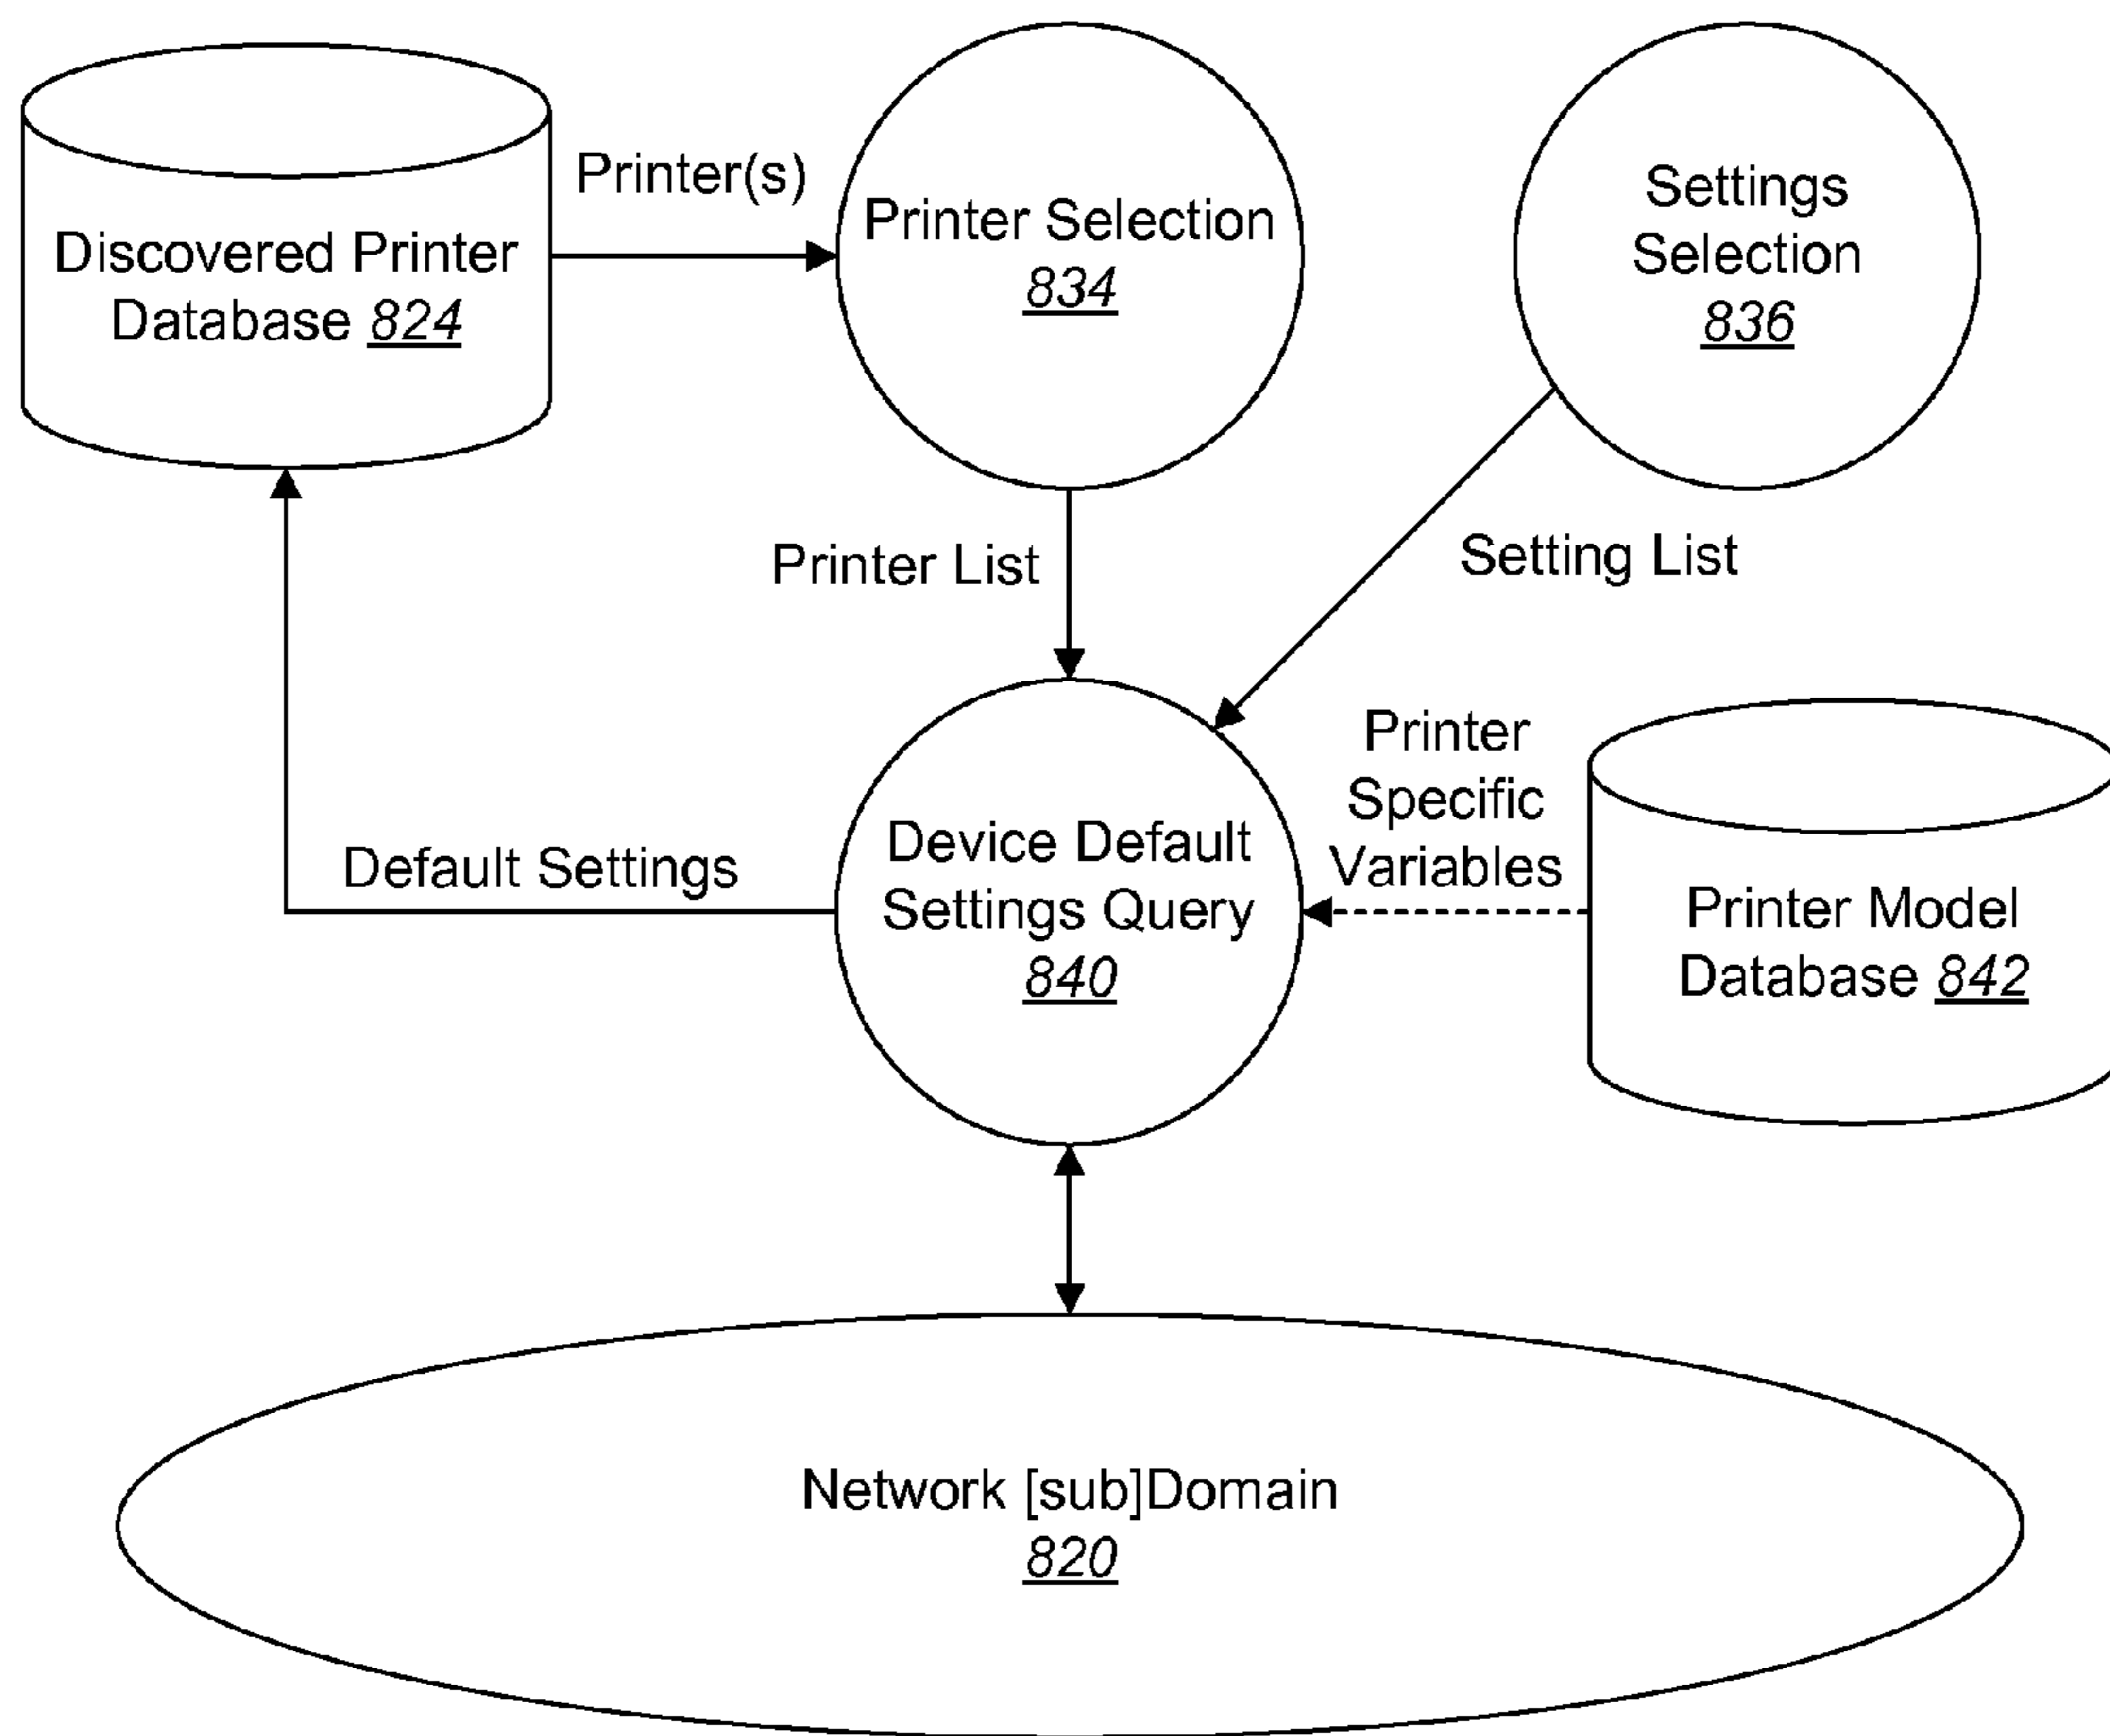 Discovered Printer
Database 824
Printer(s)
Printer Selection
834
Settings
Selection
836
Printer List
Setting List
Default Settings
Device Default
Settings Query
840
Printer
Specific
Variables
Printer Model
Database 842
Network [sub]Domain
820